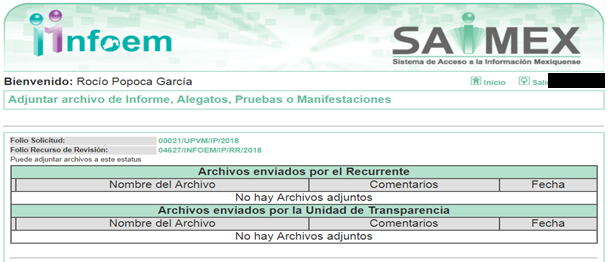 infoem
SAIMEX
Sistema de Acceso a la Información Mexiquense
Bienvenido: Rocío Popoca García
Inicio Sali
Adjuntar archivo de Informe, Alegatos, Pruebas o Manifestaciones
Folio Solicitud: 00021/UPVM/IP/2018
Folio Recurso de Revisión: 04627/INFOEM/IP/RR/2018
Puede adjuntar archivos a este estatus
Archivos enviados por el Recurrente
Nombre del Archivo Comentarios Fecha
No hay Archivos adjuntos
Archivos enviados por la Unidad de Transparencia
Nombre del Archivo Comentarios Fecha
No hay Archivos adjuntos